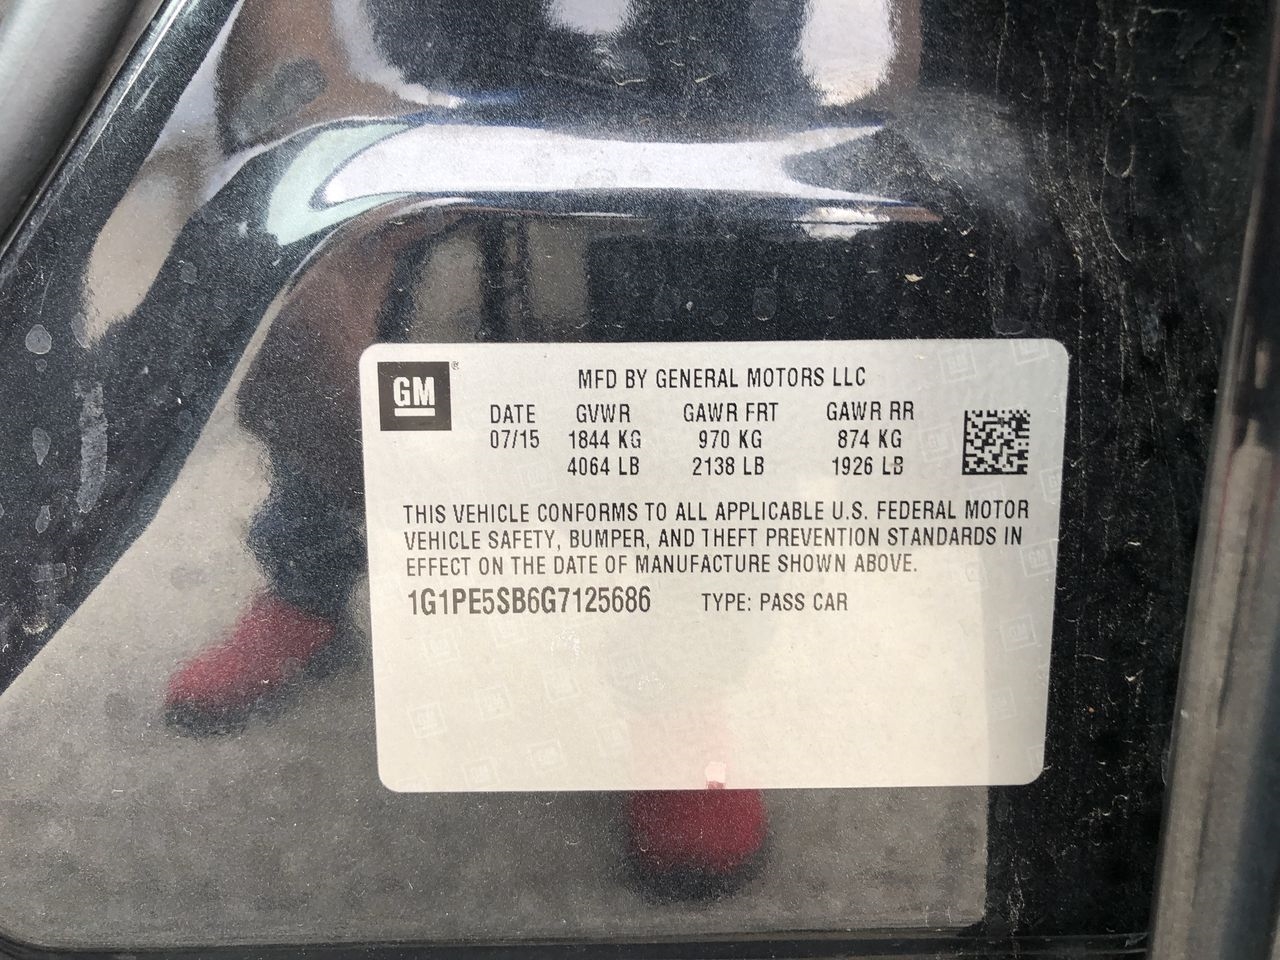 GM ®
MFD BY GENERAL MOTORS LLC
DATE GVWR GAWR FRT GAWR RR
07/15 1844 KG 970 KG 874 KG
4064 LB 2138 LB 1926 LB
THIS VEHICLE CONFORMS TO ALL APPLICABLE U.S. FEDERAL MOTOR
VEHICLE SAFETY, BUMPER, AND THEFT PREVENTION STANDARDS IN
EFFECT ON THE DATE OF MANUFACTURE SHOWN ABOVE.
1G1PE5SB6G7125686 TYPE: PASS CAR